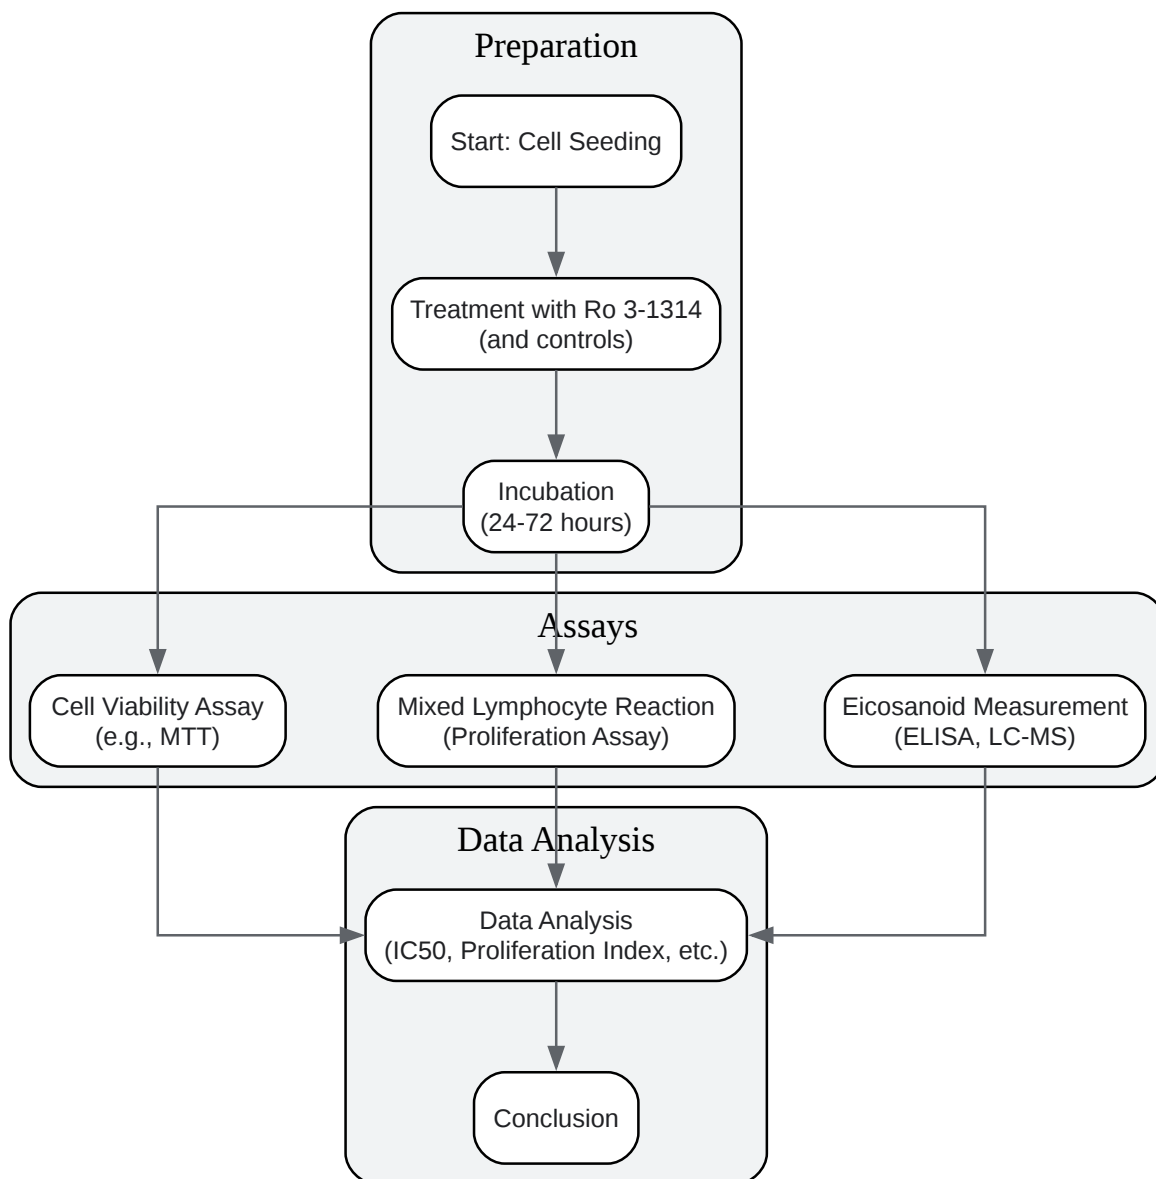 Preparation
Start: Cell Seeding
Treatment with Ro 3-1314
(and controls)
Incubation
(24-72 hours)
Assays
Cell Viability Assay
(e.g., MTT)
Mixed Lymphocyte Reaction
(Proliferation Assay)
Eicosanoid Measurement
(ELISA, LC-MS)
Data Analysis
Data Analysis
(IC50, Proliferation Index, etc.)
Conclusion